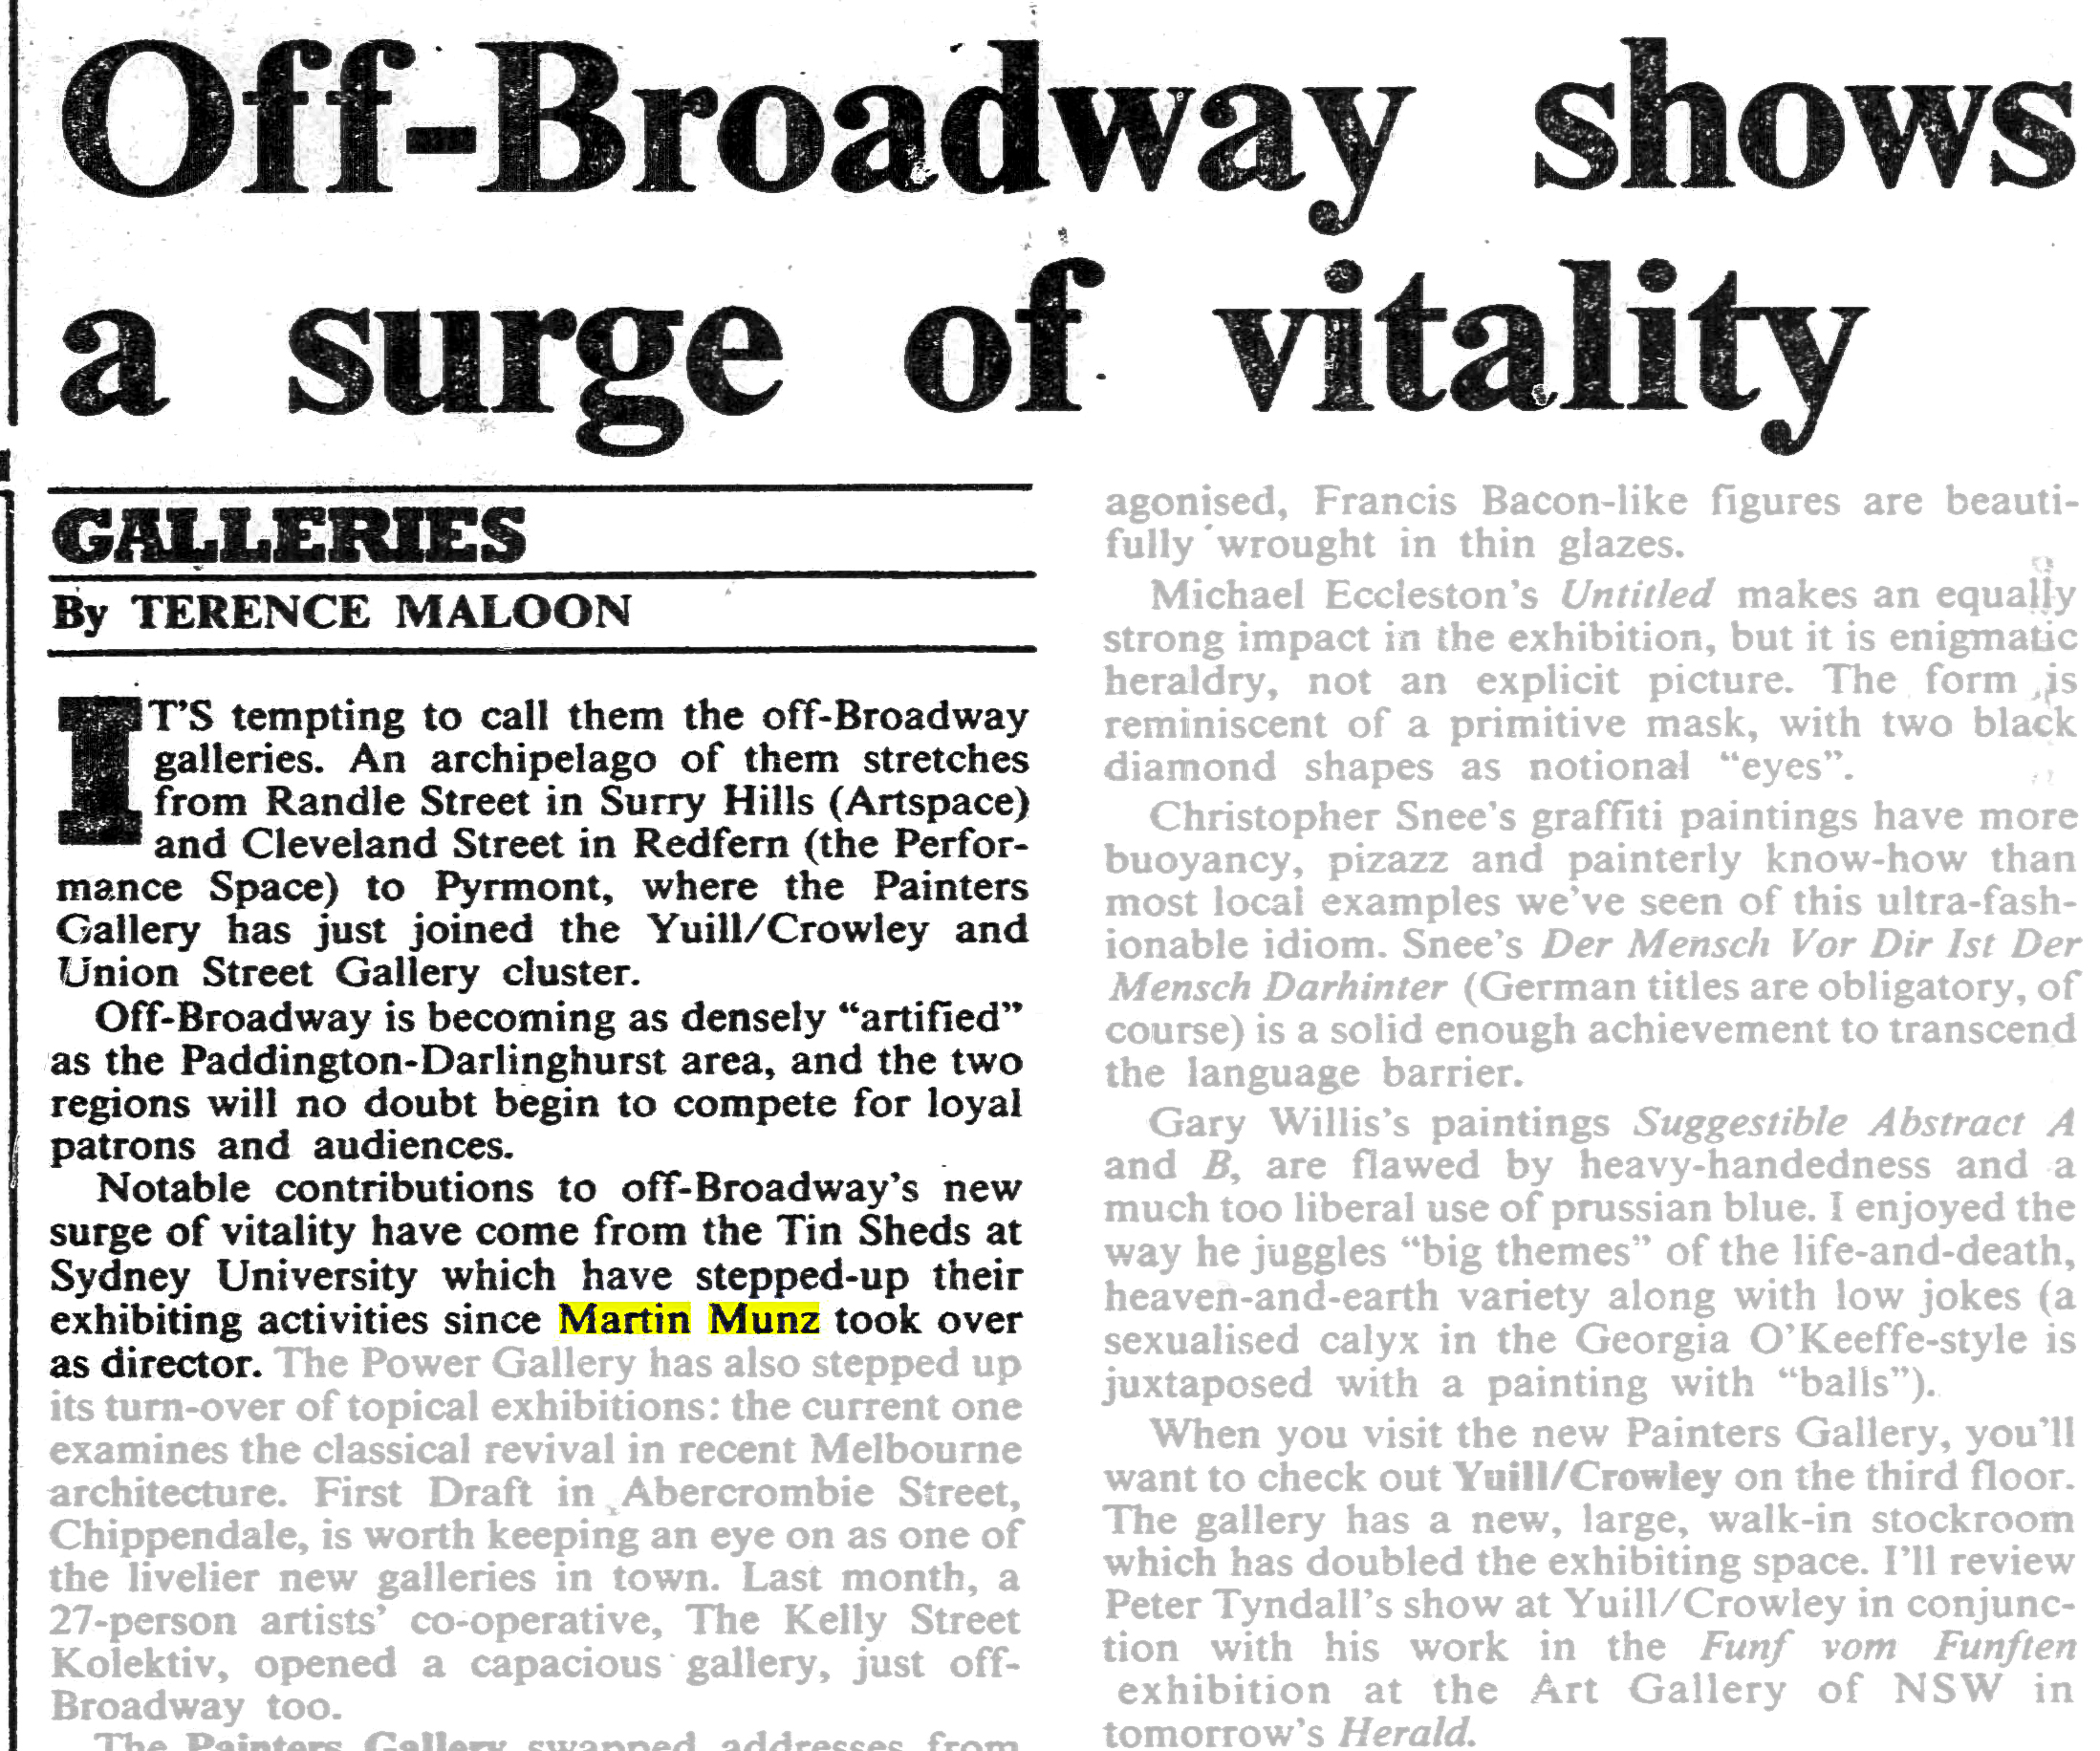 Off-Broadway shows
a surge of vitality
GALLERIES
By TERENCE MALOON
IT'S tempting to call them the off-Broadway
galleries. An archipelago of them stretches
from Randle Street in Surry Hills (Artspace)
and Cleveland Street in Redfern (the Perfor-
mance Space) to Pyrmont, where the Painters
Gallery has just joined the Yuill/Crowley and
Union Street Gallery cluster.
Off-Broadway is becoming as densely “artified”
as the Paddington-Darlinghurst area, and the two
regions will no doubt begin to compete for loyal
patrons and audiences.
Notable contributions to off-Broadway's new
surge of vitality have come from the Tin Sheds at
Sydney University which have stepped-up their
exhibiting activities since Martin Munz took over
as director. The Power Gallery has also stepped up
its turn-over of topical exhibitions: the current one
examines the classical revival in recent Melbourne
architecture. First Draft in Abercrombie Street,
Chippendale, is worth keeping an eye on as one of
the livelier new galleries in town. Last month, a
27-person artists' co-operative, The Kelly Street
Kolektiv, opened a capacious gallery, just off-
Broadway too.
The Painters Gallery swapped addresses from
agonised, Francis Bacon-like figures are beauti-
fully wrought in thin glazes.
Michael Eccleston's Untitled makes an equally
strong impact in the exhibition, but it is enigmatic
heraldry, not an explicit picture. The form is
reminiscent of a primitive mask, with two black
diamond shapes as notional “eyes”.
Christopher Snee's graffiti paintings have more
buoyancy, pizazz and painterly know-how than
most local examples we've seen of this ultra-fash-
ionable idiom. Snee's Der Mensch Vor Dir Ist Der
Mensch Darhinter (German titles are obligatory, of
course) is a solid enough achievement to transcend
the language barrier.
Gary Willis's paintings Suggestible Abstract A
and B, are flawed by heavy-handedness and a
much too liberal use of prussian blue. I enjoyed the
way he juggles “big themes” of the life-and-death,
heaven-and-earth variety along with low jokes (a
sexualised calyx in the Georgia O'Keeffe-style is
juxtaposed with a painting with “balls”).
When you visit the new Painters Gallery, you'll
want to check out Yuill/Crowley on the third floor.
The gallery has a new, large, walk-in stockroom
which has doubled the exhibiting space. I'll review
Peter Tyndall's show at Yuill/Crowley in conjunc-
tion with his work in the Funf vom Funften
exhibition at the Art Gallery of NSW in
tomorrow's Herald.